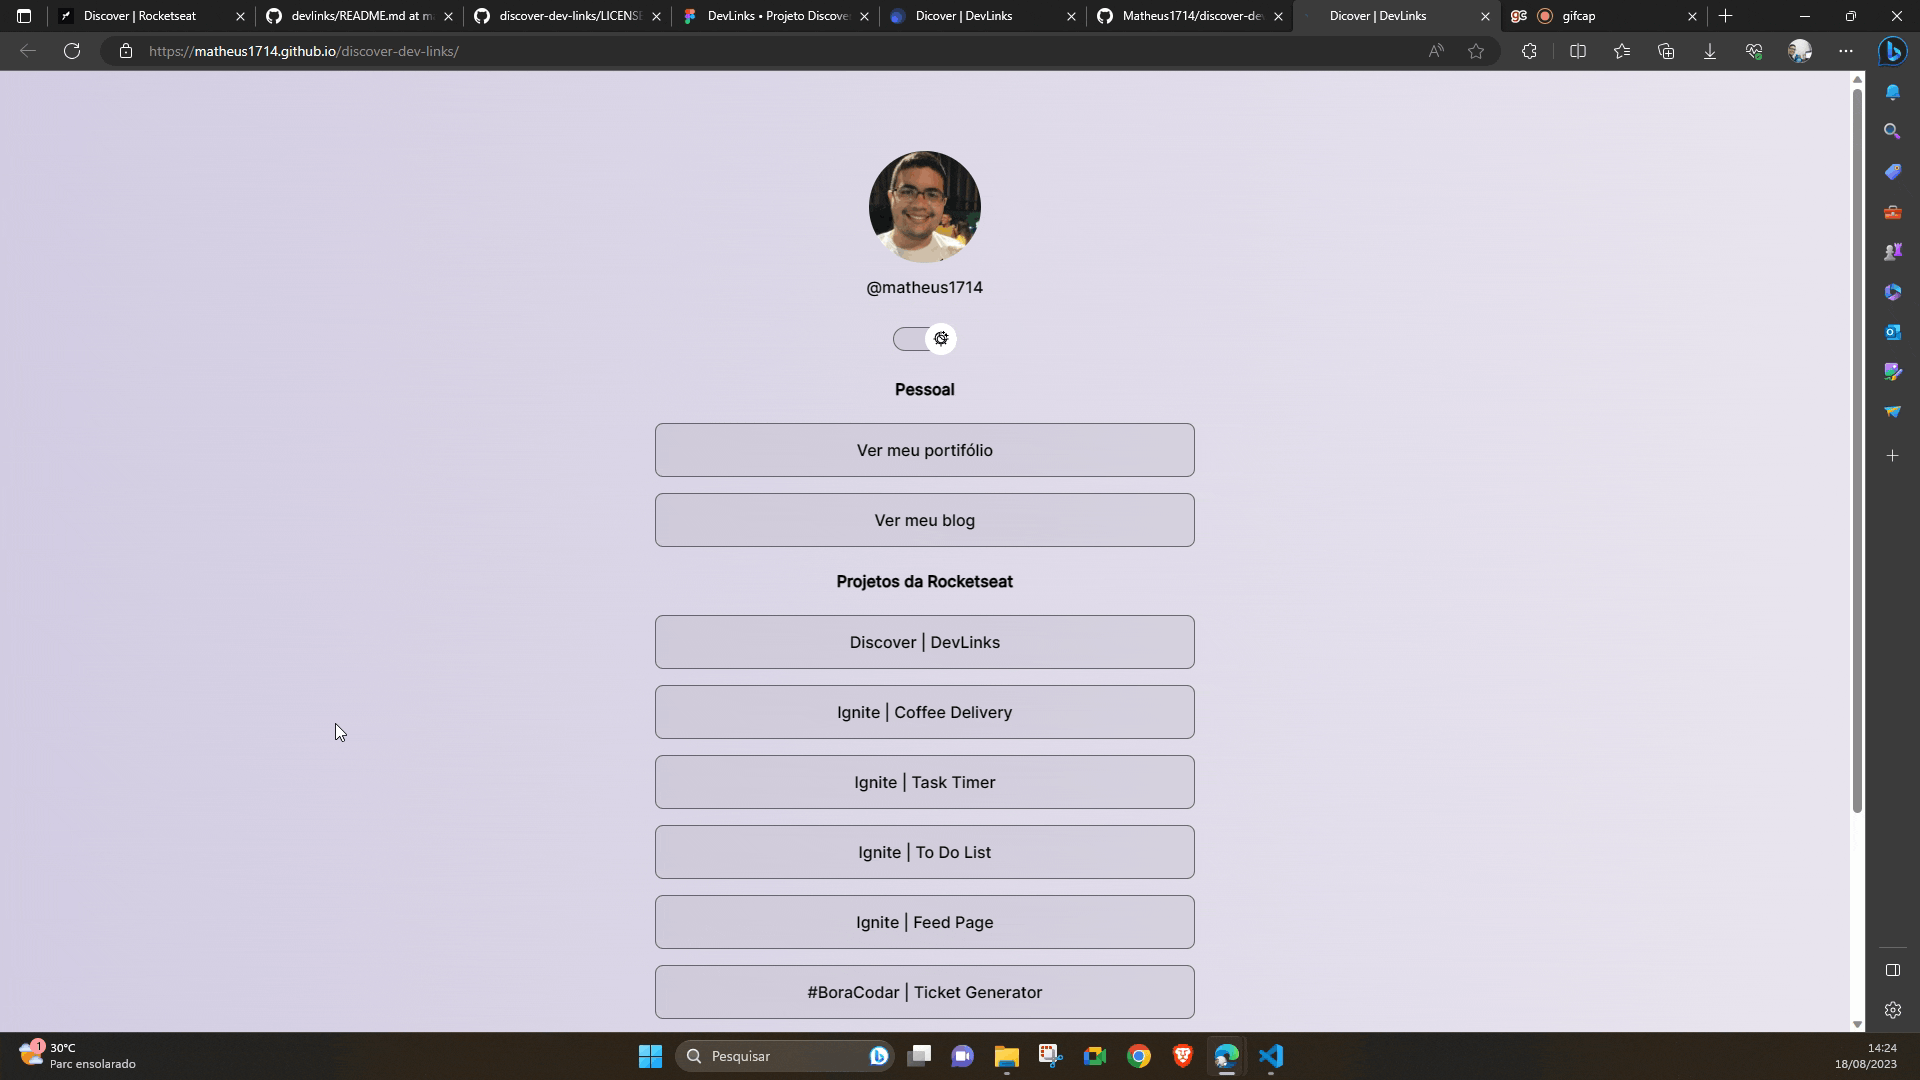 Discover | Rocketseat
devlinks/README.md at m
discover-dev-links/LICENSE
DevLinks • Projeto Discove
Dicover | DevLinks
Matheus1714/discover-de
Dicover | DevLinks
gc
gifcap
https://matheus1714.github.io/discover-dev-links/
@matheus1714
Pessoal
Ver meu portifólio
Ver meu blog
Projetos da Rocketseat
Discover | DevLinks
Ignite | Coffee Delivery
Ignite | Task Timer
Ignite | To Do List
Ignite | Feed Page
#BoraCodar | Ticket Generator
1
30°C
Parc ensolarado
Pesquisar
14:24
18/08/2023